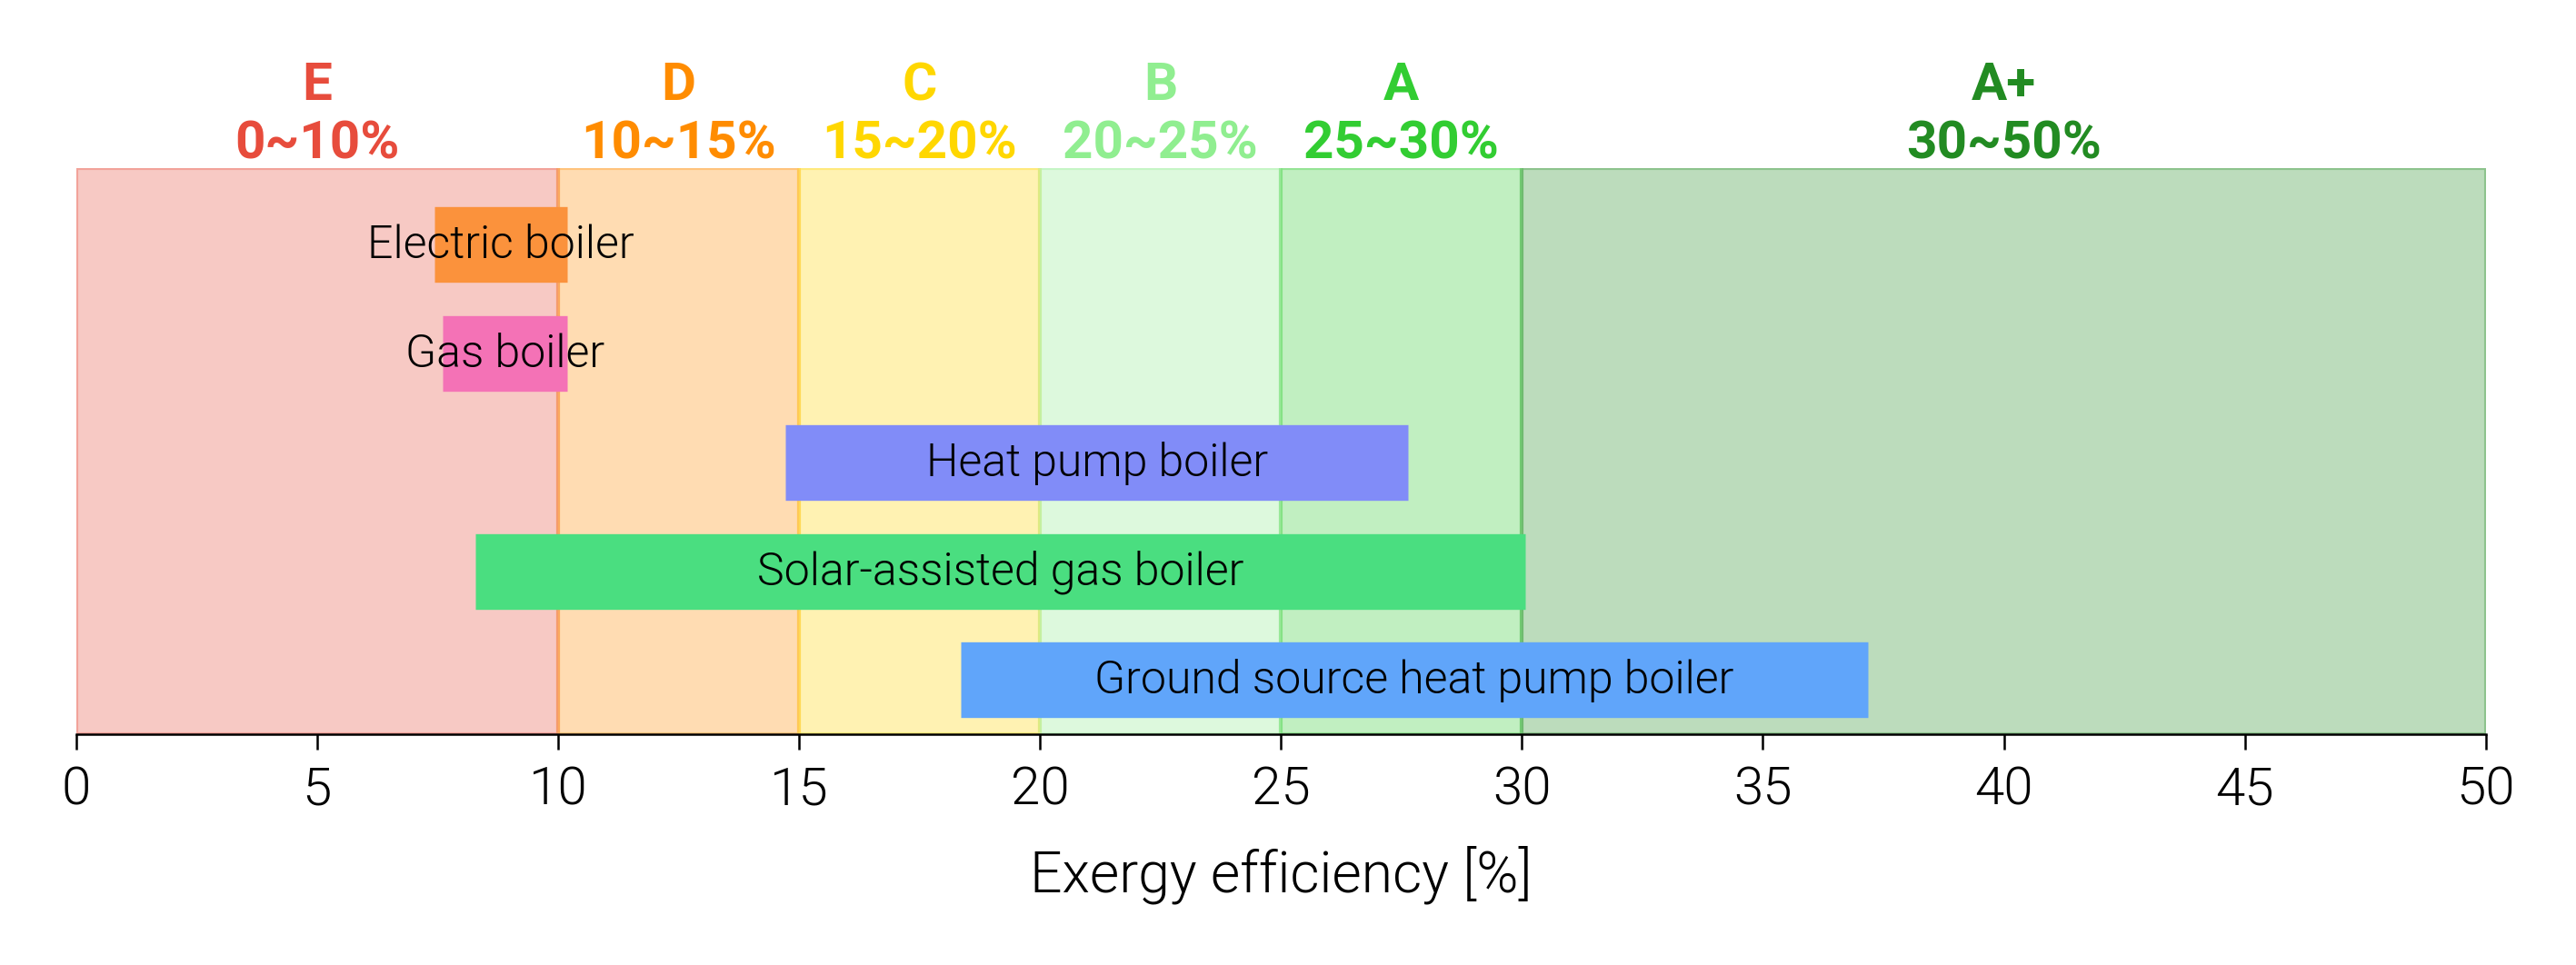 E D C B A A+
0~10% 10~15% 15~20% 20~25% 25~30% 30~50%
Electric boiler
Gas boiler
Heat pump boiler
Solar-assisted gas boiler
Ground source heat pump boiler
0 5 10 15 20 25 30 35 40 45 50
Exergy efficiency [%]